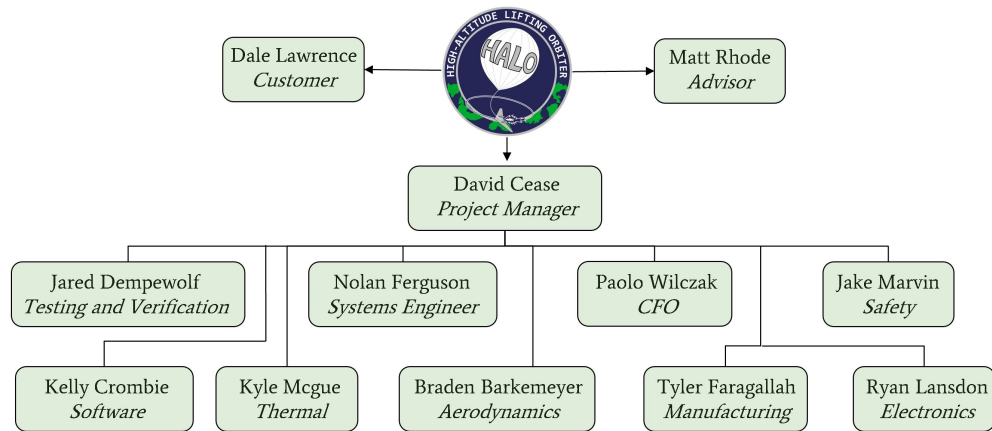 HIGH-ALTITUDE LIFTING ORBITER
HALO
Dale Lawrence
Customer
Matt Rhode
Advisor
David Cease
Project Manager
Jared Dempewolf
Testing and Verification
Nolan Ferguson
Systems Engineer
Paolo Wilczak
CFO
Jake Marvin
Safety
Kelly Crombie
Software
Kyle Mcgue
Thermal
Braden Barkemeyer
Aerodynamics
Tyler Faragallah
Manufacturing
Ryan Lansdon
Electronics